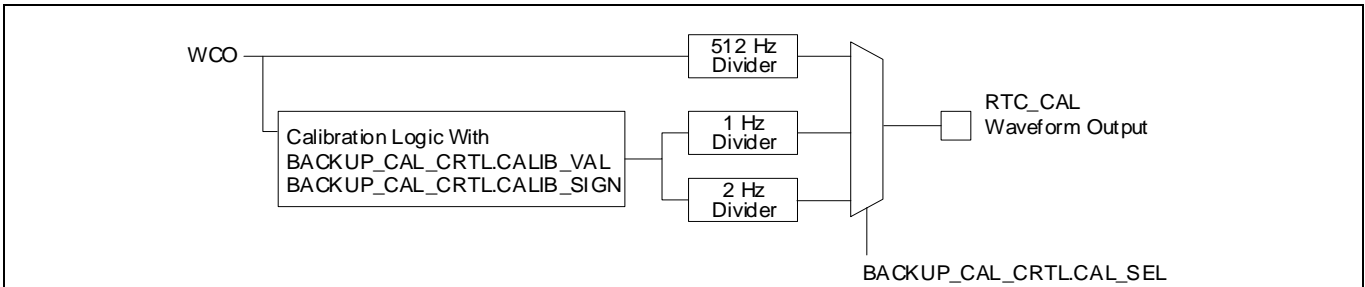 WCO
512 Hz
Divider
Calibration Logic With
BACKUP_CAL_CRTL.CALIB_VAL
BACKUP_CAL_CRTL.CALIB_SIGN
1 Hz
Divider
2 Hz
Divider
RTC_CAL
Waveform Output
BACKUP_CAL_CRTL.CAL_SEL